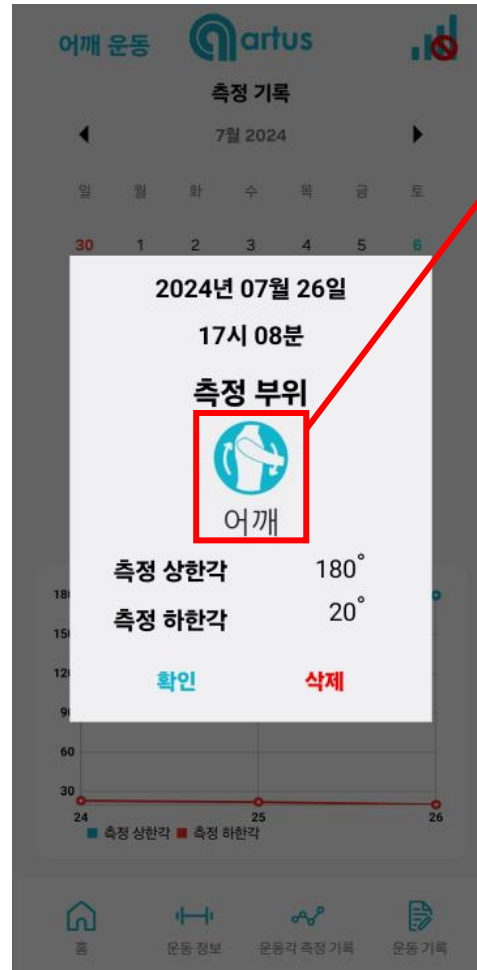 어깨 운동 artus
측정 기록
7월 2024
일 월 화 수 목 금 토
30 1 2 3 4 5 6
2024년 07월 26일
17시 08분
측정 부위
어깨
측정 상한각 180°
측정 하한각 20°
확인 삭제
60
30
24 25 26
측정 상한각 측정 하한각
홈 운동 정보 운동각 측정 기록 운동 기록